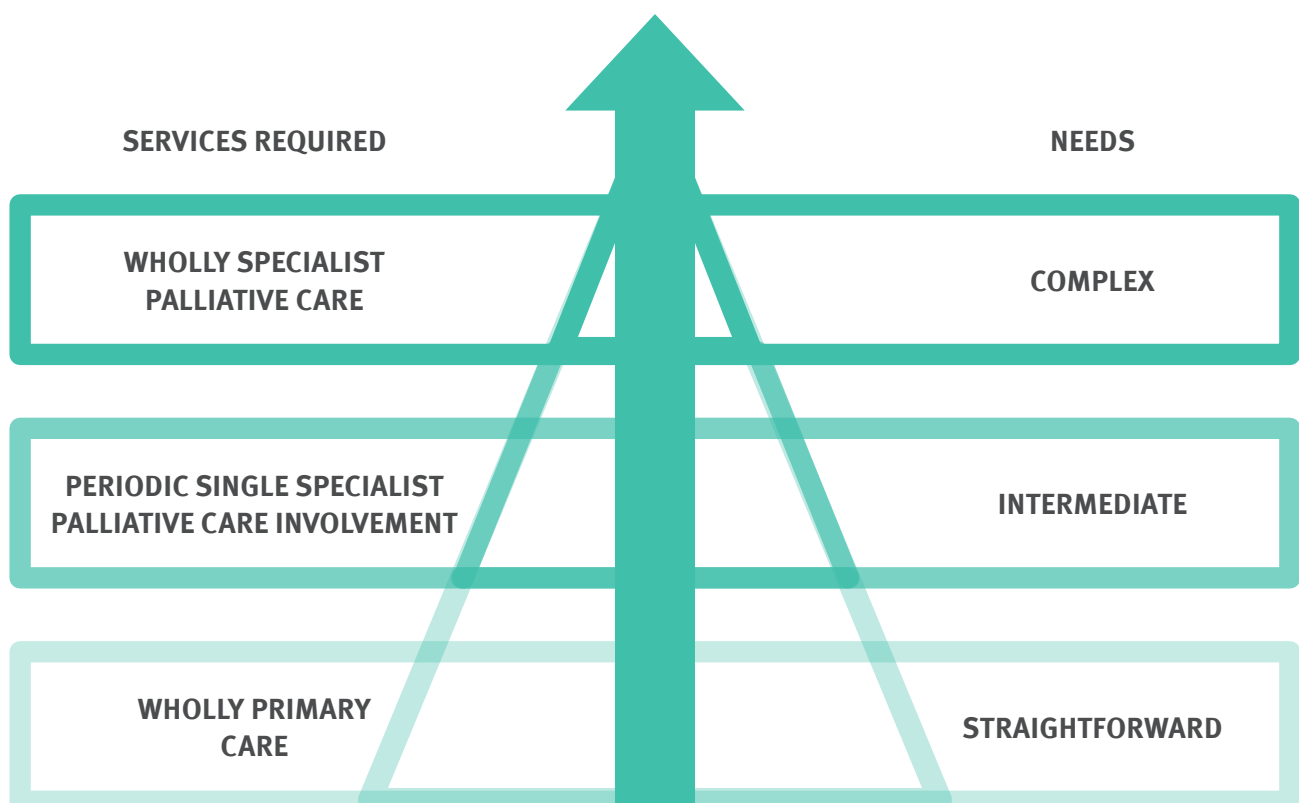 SERVICES REQUIRED
NEEDS
WHOLLY SPECIALIST
PALLIATIVE CARE
COMPLEX
PERIODIC SINGLE SPECIALIST
PALLIATIVE CARE INVOLVEMENT
INTERMEDIATE
WHOLLY PRIMARY
CARE
STRAIGHTFORWARD